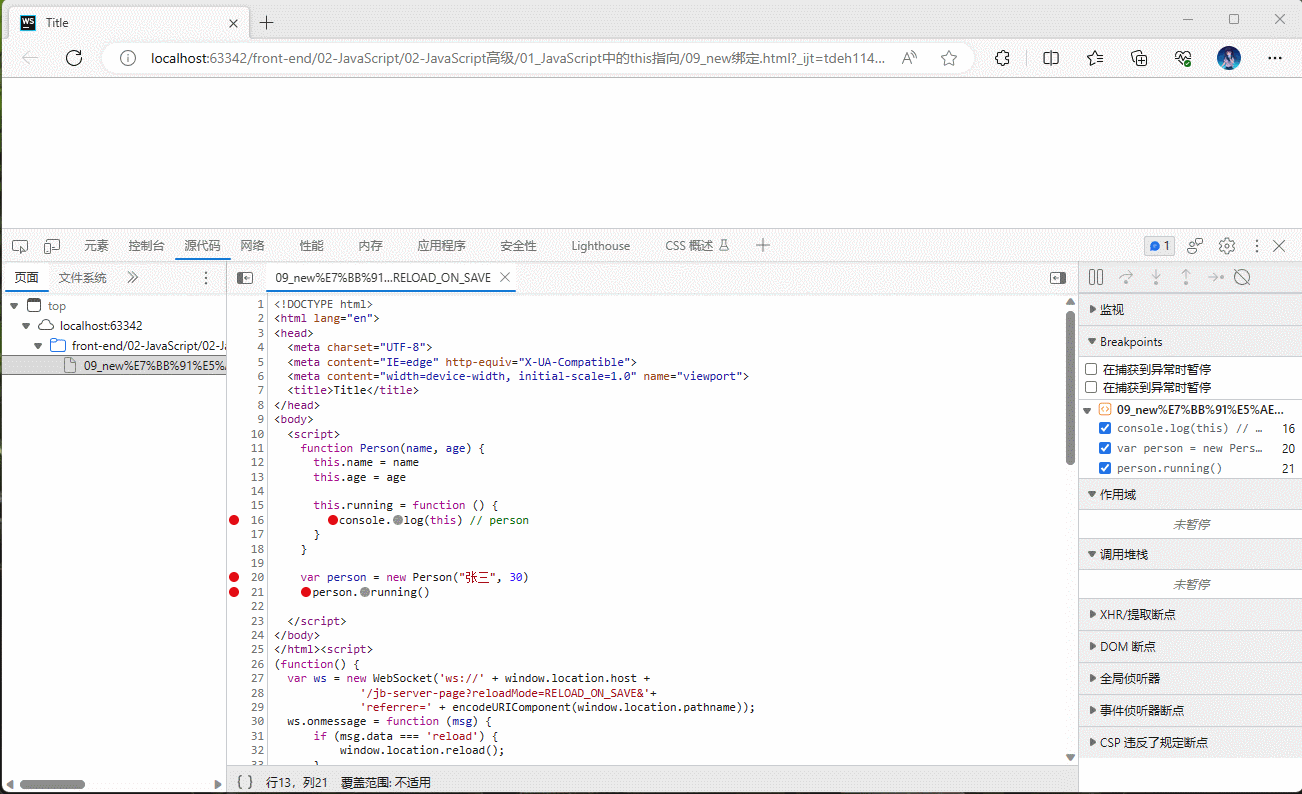 WS Title
localhost:63342/front-end/02-JavaScript/02-JavaScript高级/01_JavaScript中的this指向/09_new绑定.html?_ijt=tdeh114...
元素 控制台 源代码 网络 性能 内存 应用程序 安全性 Lighthouse CSS 概述 1
页面 文件系统
09_new%E7%BB%91...RELOAD_ON_SAVE
top
localhost:63342
front-end/02-JavaScript/02-J
09_new%E7%BB%91%E5%
1 <!DOCTYPE html>
2 <html lang="en">
3 <head>
4 <meta charset="UTF-8">
5 <meta content="IE=edge" http-equiv="X-UA-Compatible">
6 <meta content="width=device-width, initial-scale=1.0" name="viewport">
7 <title>Title</title>
8 </head>
9 <body>
10 <script>
11 function Person(name, age) {
12 this.name = name
13 this.age = age
14
15 this.running = function () {
16 console.log(this) // person
17 }
18 }
19
20 var person = new Person("张三", 30)
21 person.running()
22
23 </script>
24 </body>
25 </html><script>
26 (function() {
27 var ws = new WebSocket('ws://' + window.location.host +
28 '/jb-server-page?reloadMode=RELOAD_ON_SAVE&'+
29 'referrer=' + encodeURIComponent(window.location.pathname));
30 ws.onmessage = function (msg) {
31 if (msg.data === 'reload') {
32 window.location.reload();
33 }
{ } 行13，列21 覆盖范围: 不适用
监视
Breakpoints
在捕获到异常时暂停
在捕获到异常时暂停
09_new%E7%BB%91%E5%AE...
console.log(this) // … 16
var person = new Pers… 20
person.running() 21
作用域
未暂停
调用堆栈
未暂停
XHR/提取断点
DOM 断点
全局侦听器
事件侦听器断点
CSP 违反了规定断点